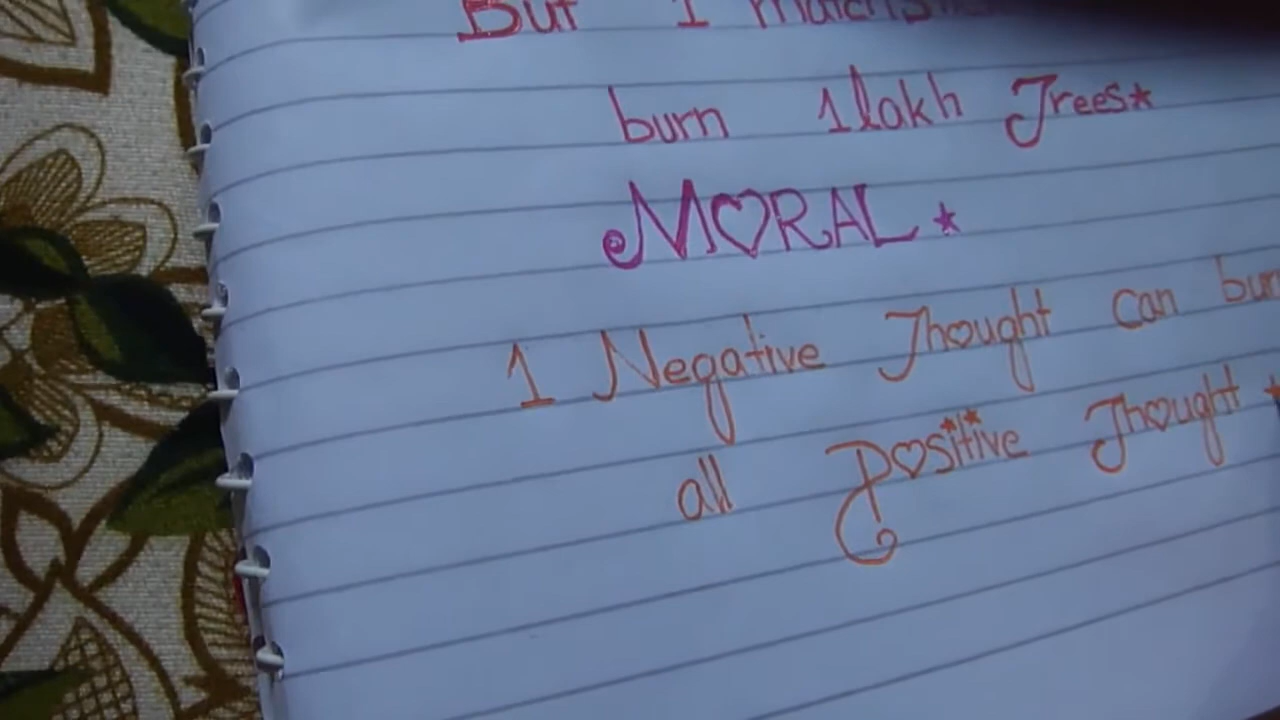 But 1
burn 1lakh Trees*
MORAL *
1 Negative Thought can
all Positive Thought *